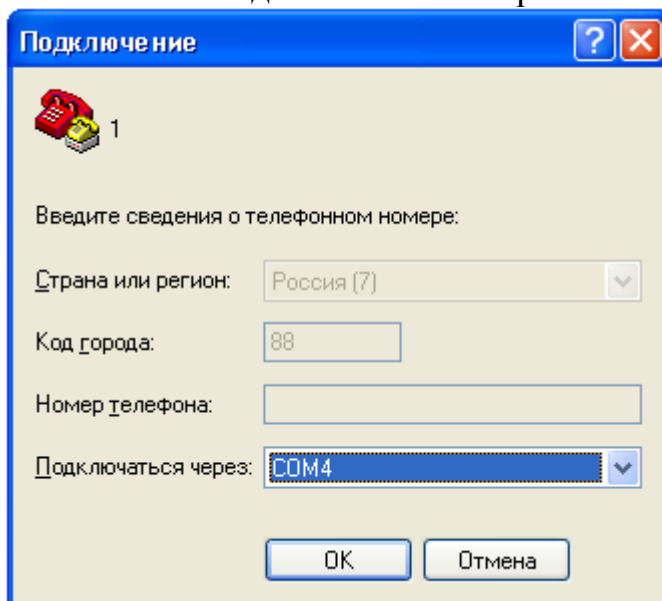 Подключение
1
Введите сведения о телефонном номере:
Страна или регион: Россия (7)
Код города: 88
Номер телефона:
Подключаться через: COM4
OK Отмена